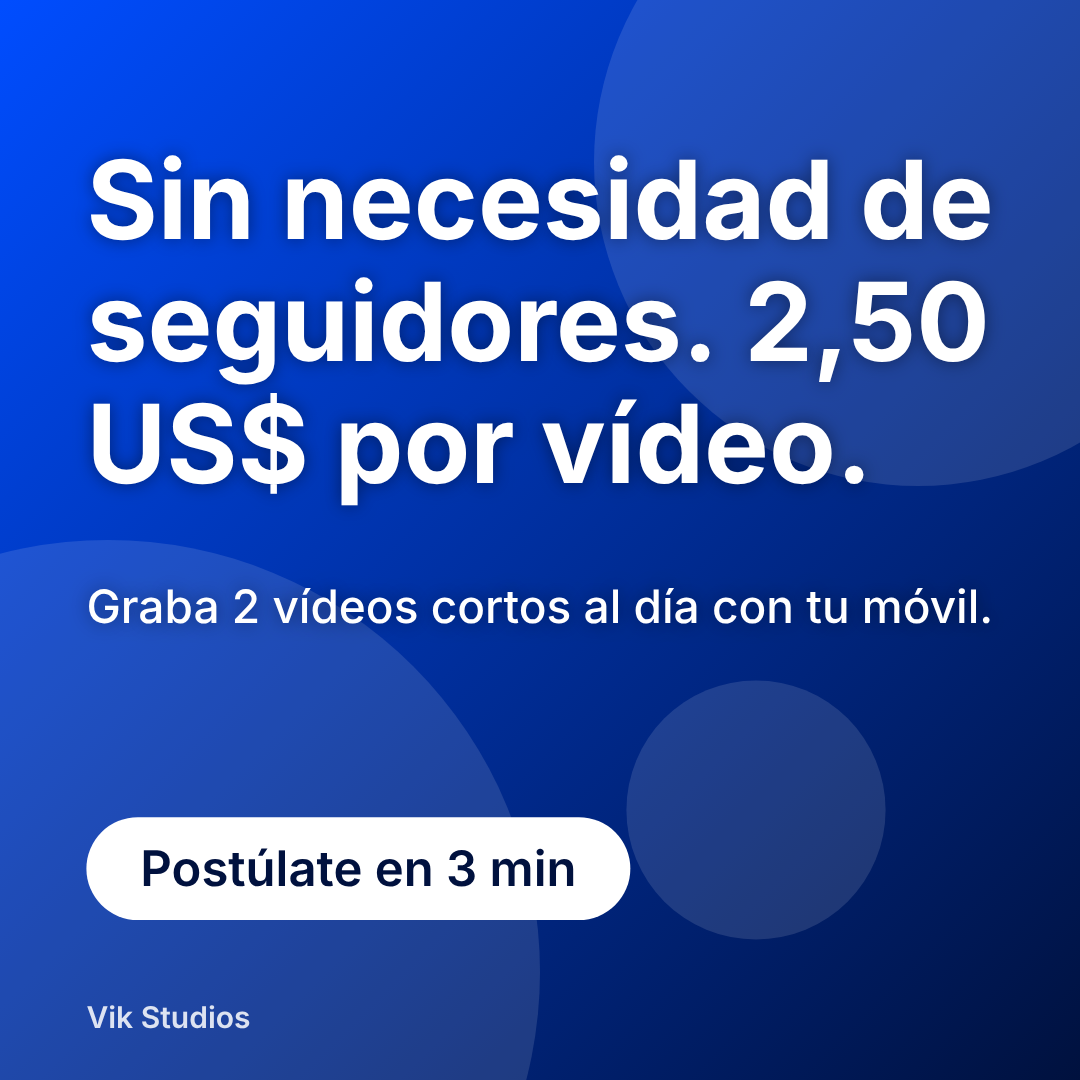 Sin necesidad de
seguidores. 2,50
US$ por vídeo.
Graba 2 vídeos cortos al día con tu móvil.
Postúlate en 3 min
Vik Studios